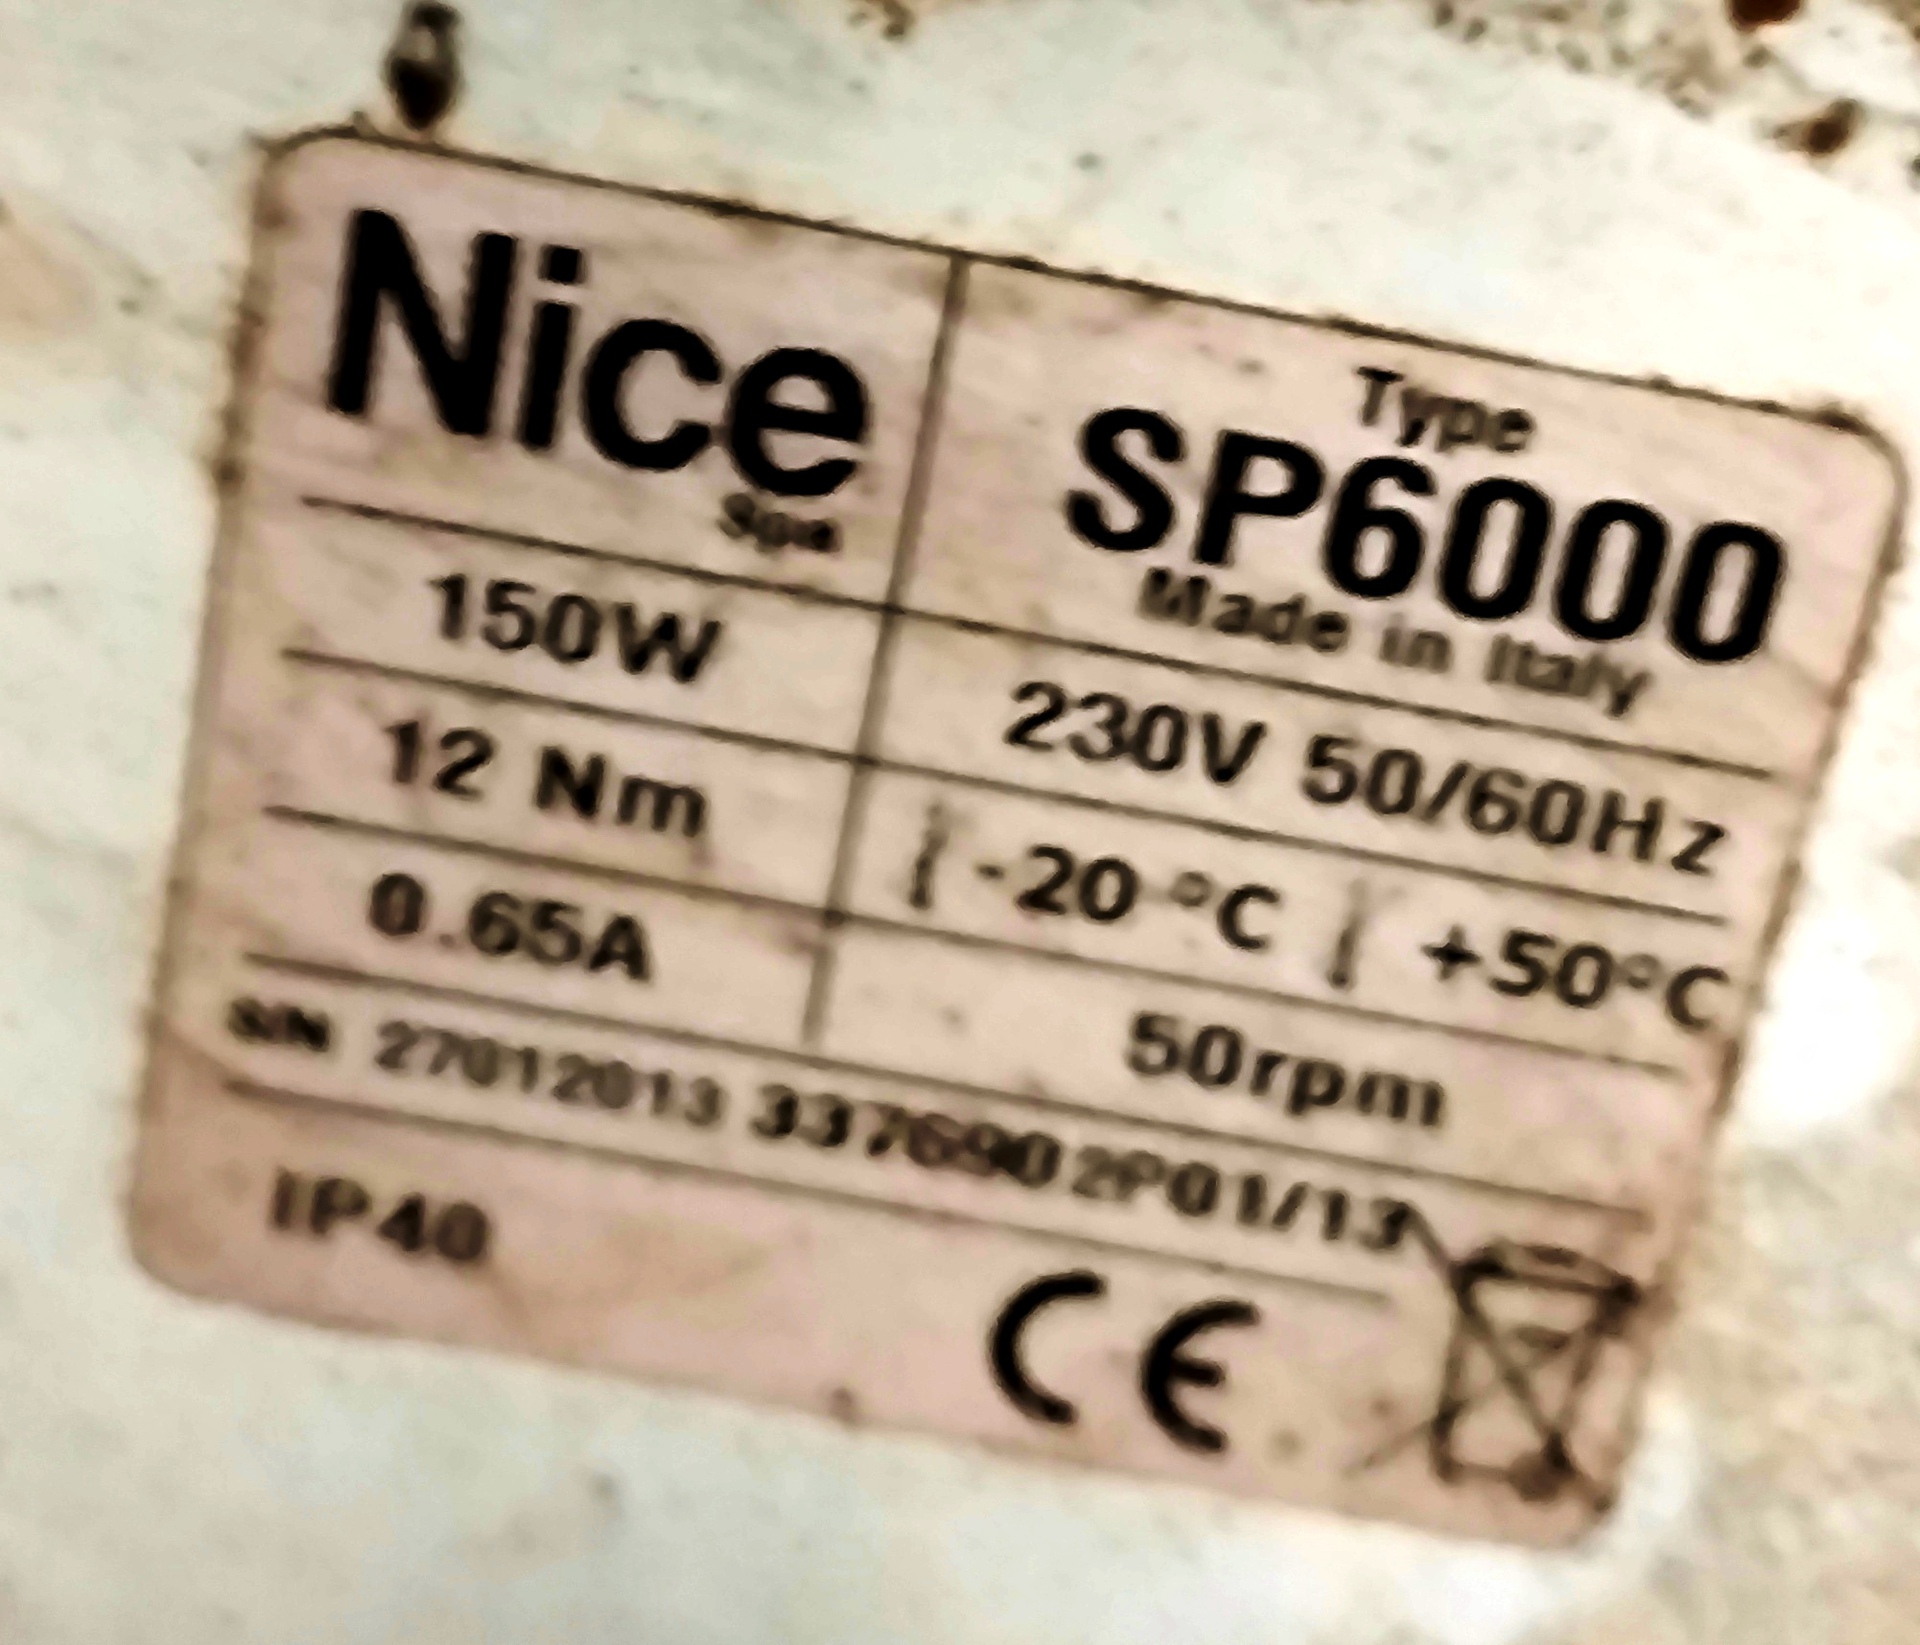 Nice
Spa
Type
SP6000
Made in Italy
150W
230V 50/60Hz
12 Nm
-20 °C +50°C
0.65A
50rpm
S/N 27012013 3376902P01/13
IP40
CE